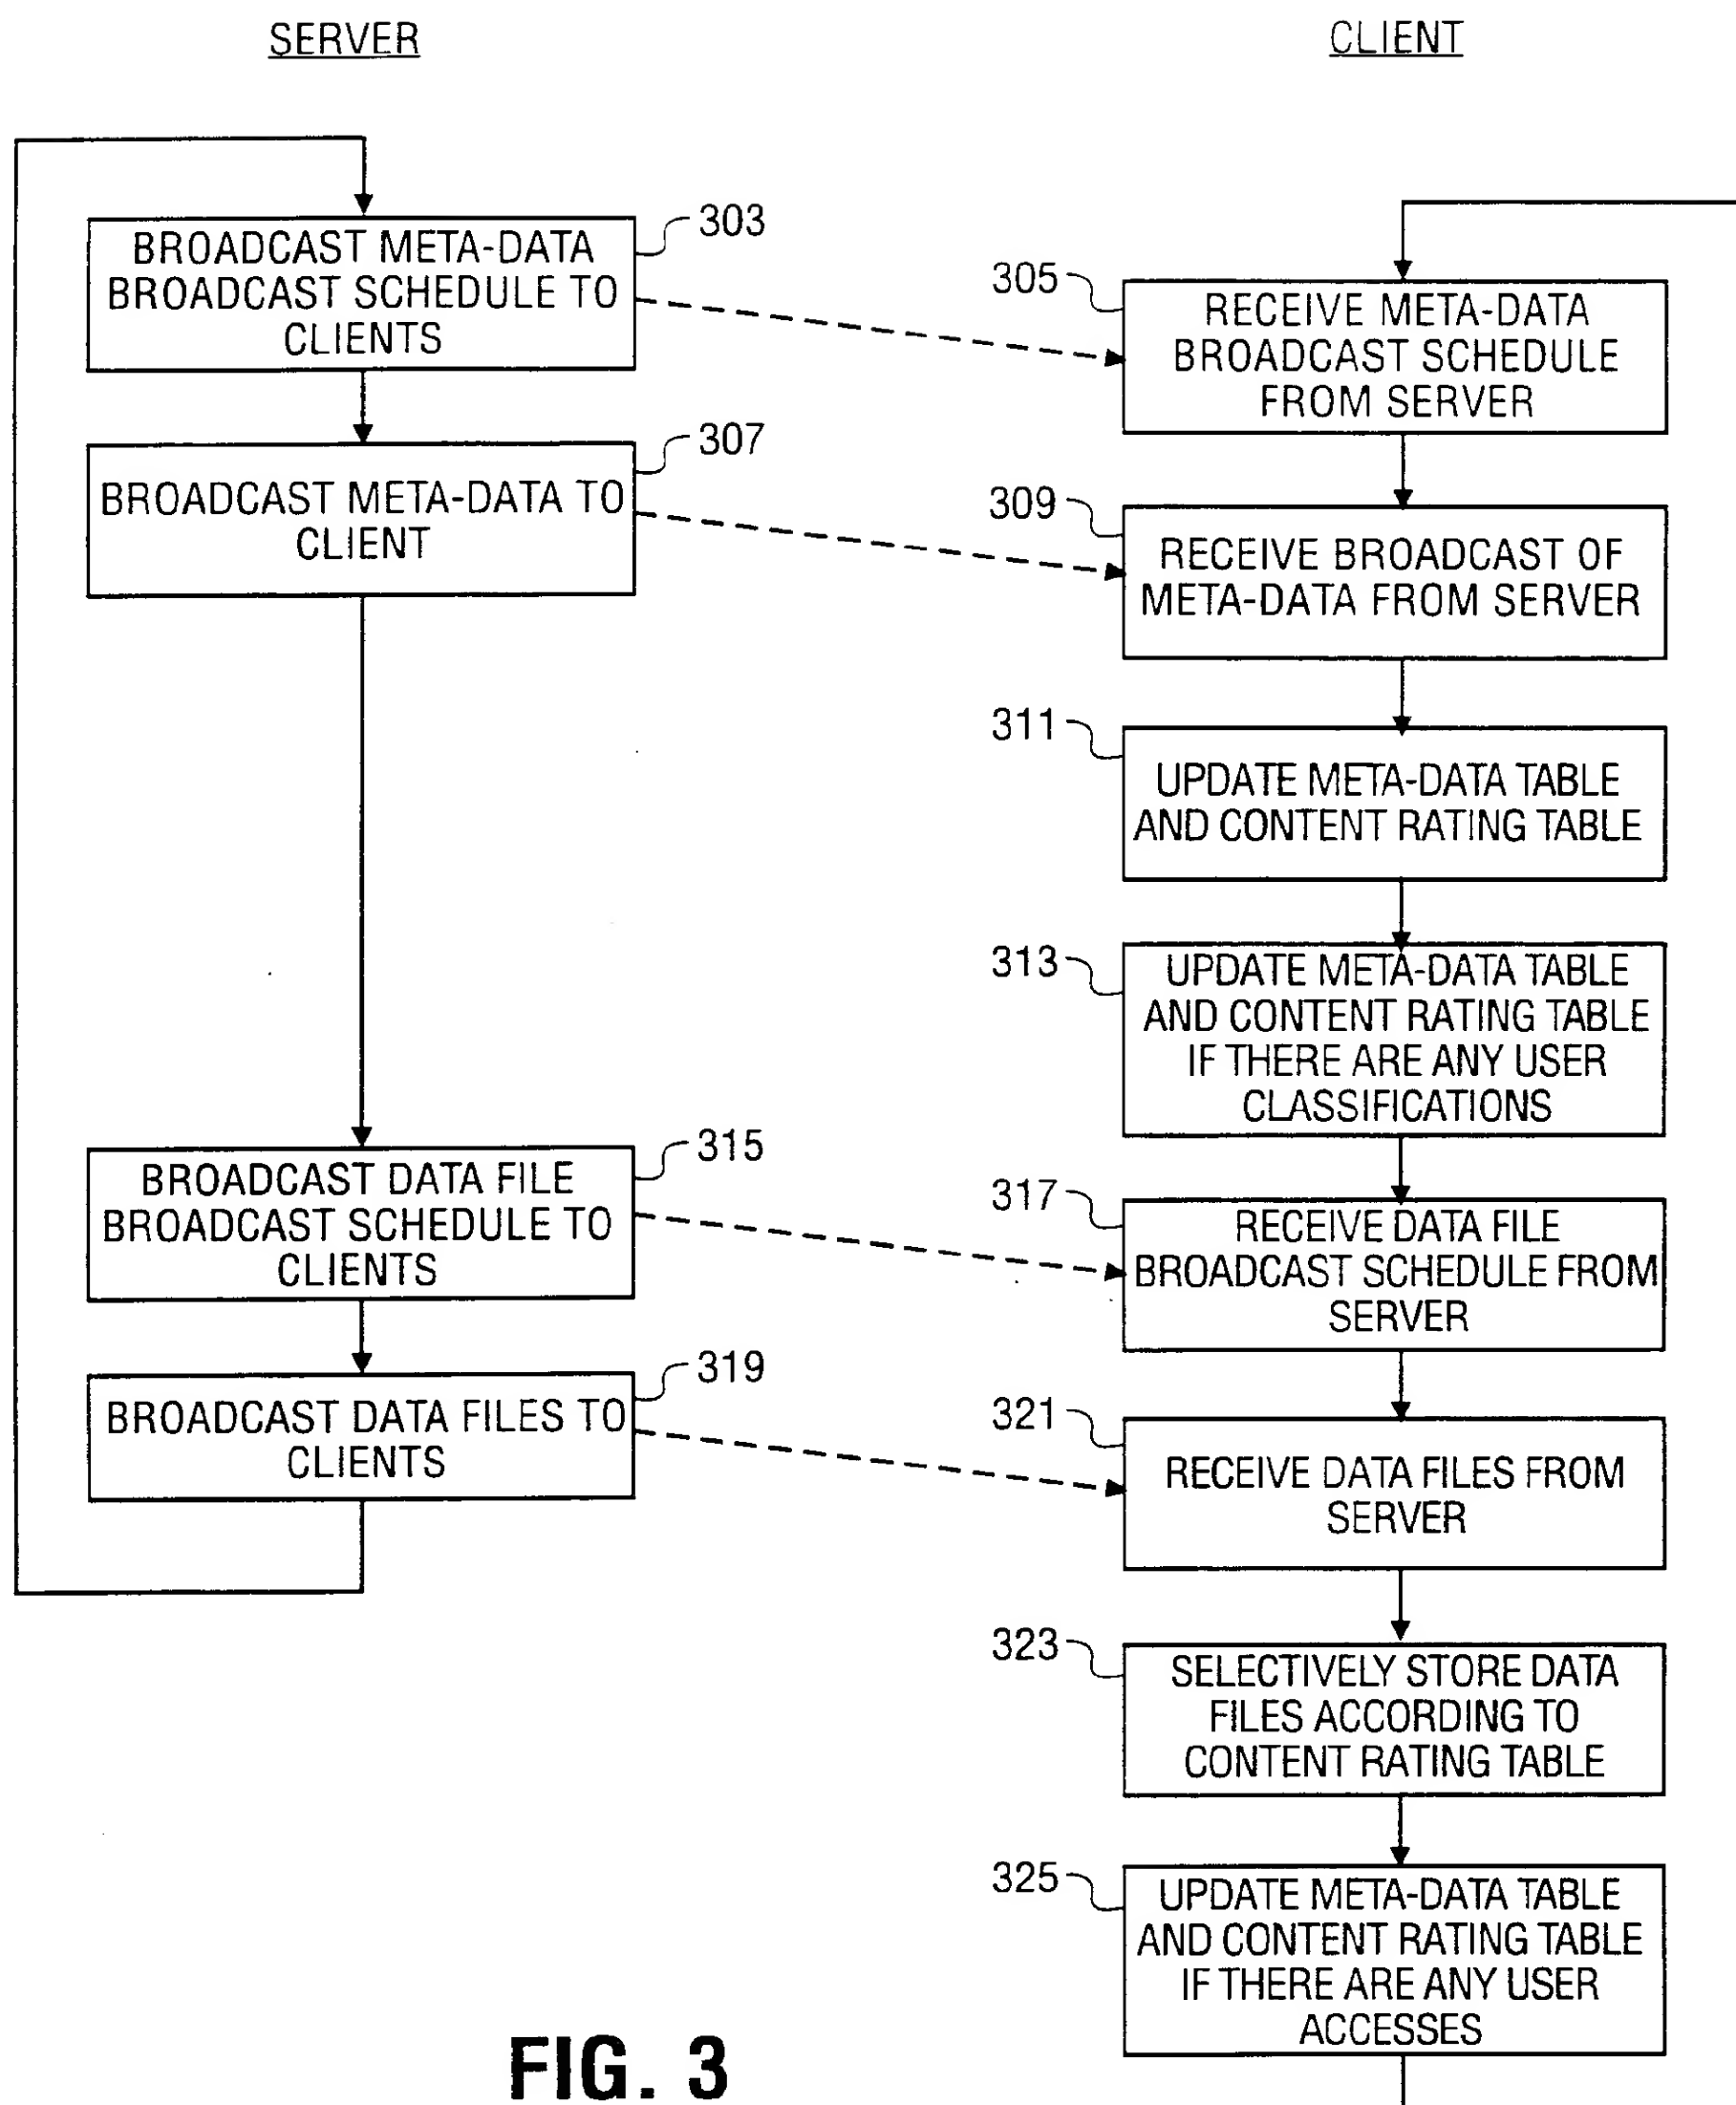 SERVER
CLIENT
303
BROADCAST META-DATA
BROADCAST SCHEDULE TO
CLIENTS
305
RECEIVE META-DATA
BROADCAST SCHEDULE
FROM SERVER
307
BROADCAST META-DATA TO
CLIENT
309
RECEIVE BROADCAST OF
META-DATA FROM SERVER
311
UPDATE META-DATA TABLE
AND CONTENT RATING TABLE
313
UPDATE META-DATA TABLE
AND CONTENT RATING TABLE
IF THERE ARE ANY USER
CLASSIFICATIONS
315
BROADCAST DATA FILE
BROADCAST SCHEDULE TO
CLIENTS
317
RECEIVE DATA FILE
BROADCAST SCHEDULE FROM
SERVER
319
BROADCAST DATA FILES TO
CLIENTS
321
RECEIVE DATA FILES FROM
SERVER
323
SELECTIVELY STORE DATA
FILES ACCORDING TO
CONTENT RATING TABLE
325
UPDATE META-DATA TABLE
AND CONTENT RATING TABLE
IF THERE ARE ANY USER
ACCESSES
FIG. 3